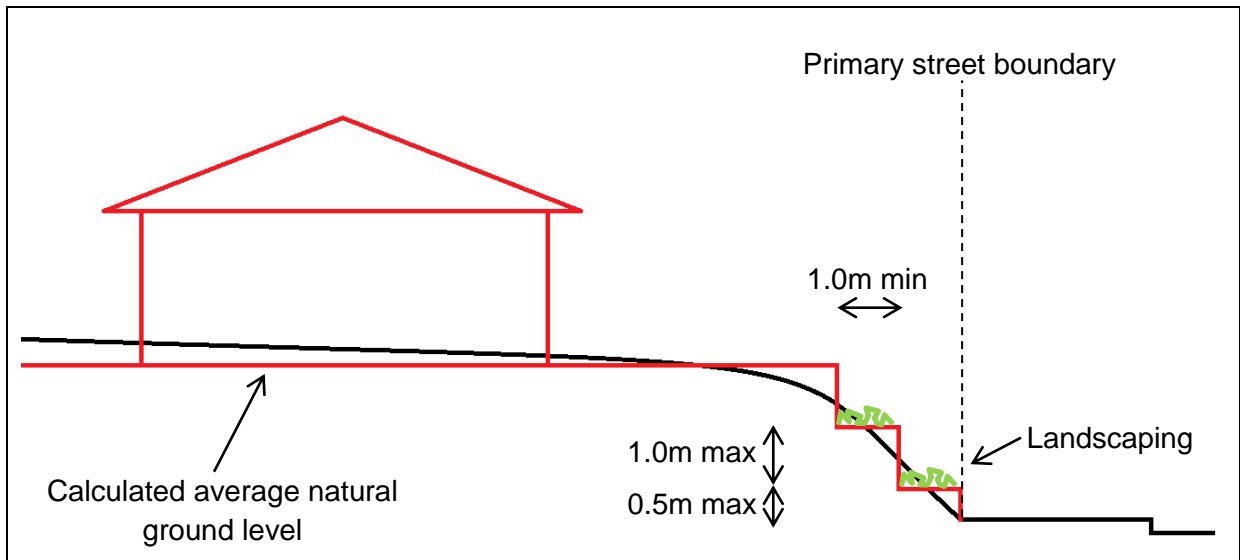 Primary street boundary
1.0m min
1.0m max
Landscaping
0.5m max
Calculated average natural
ground level